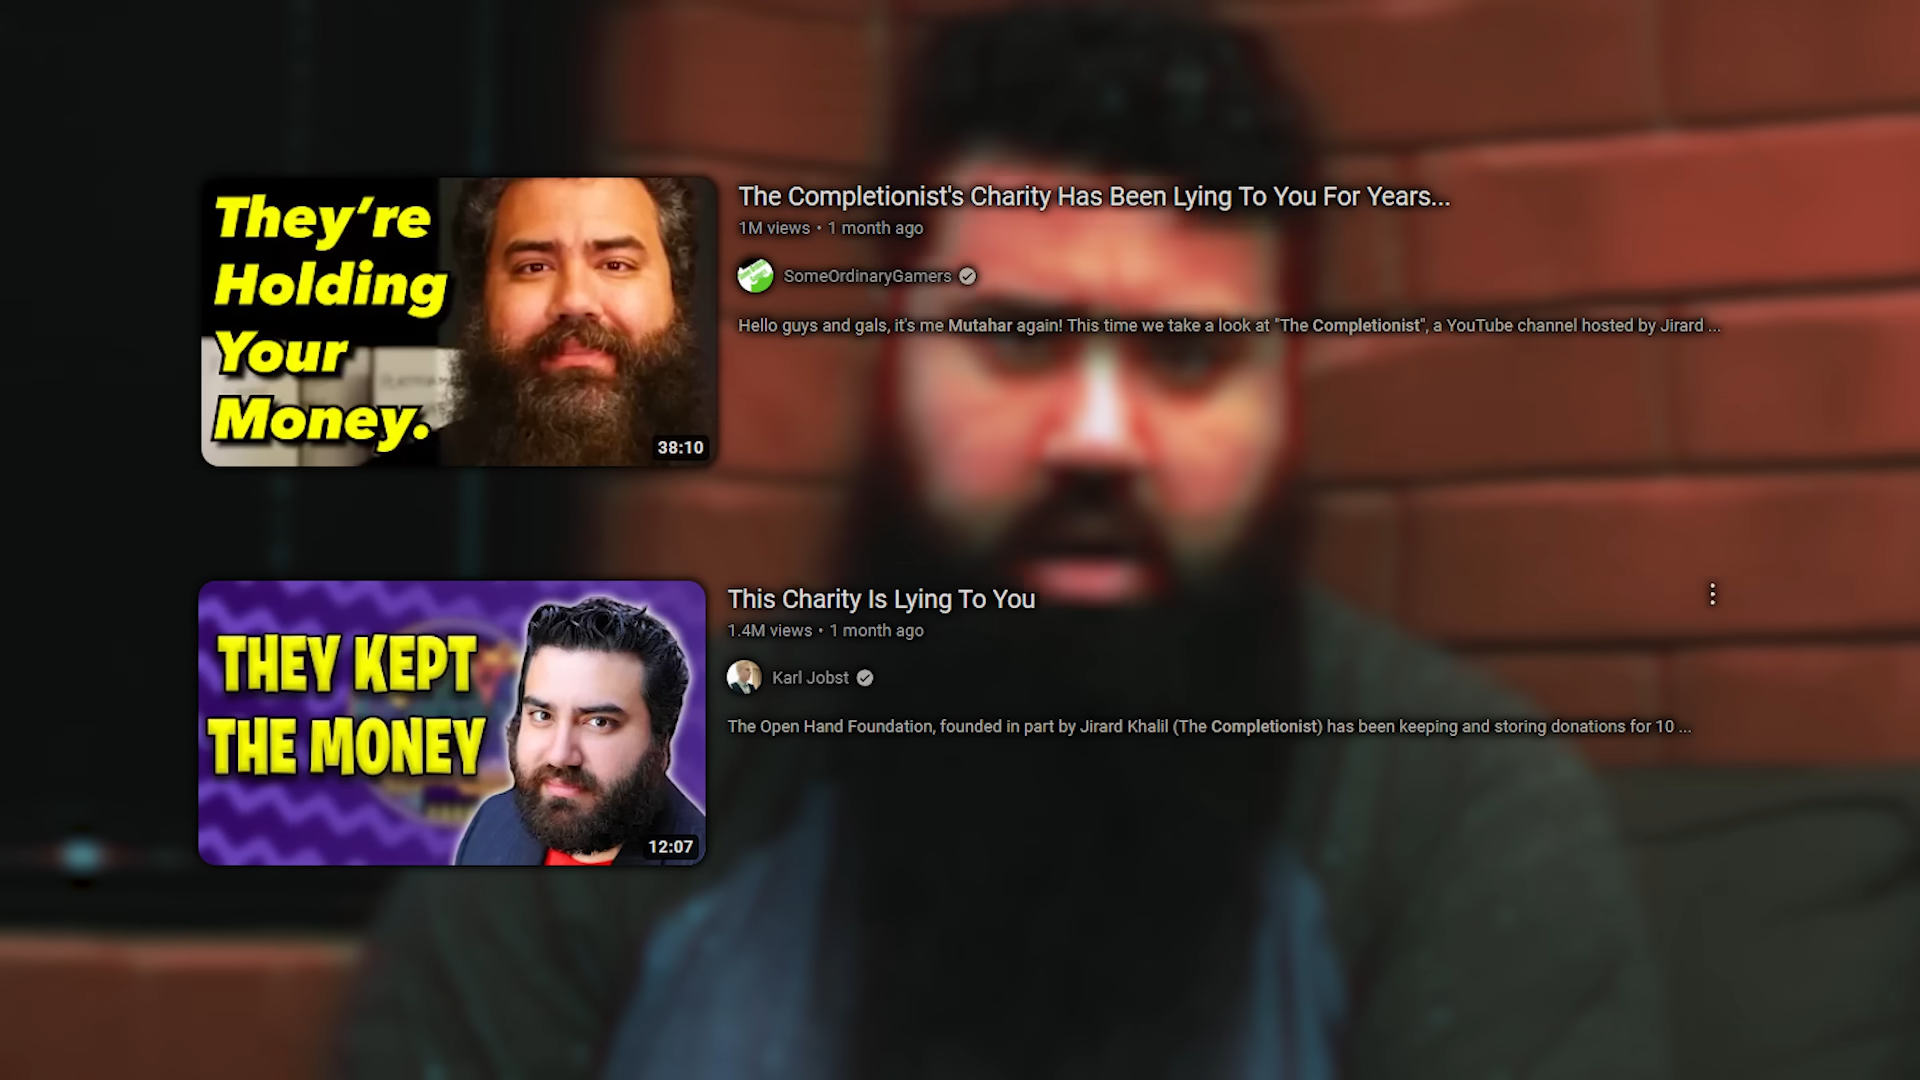 They're
Holding
Your
Money.
38:10
The Completionist's Charity Has Been Lying To You For Years...
1M views • 1 month ago
SomeOrdinaryGamers
Hello guys and gals, it's me Mutahar again! This time we take a look at "The Completionist", a YouTube channel hosted by Jirard ...
THEY KEPT
THE MONEY
12:07
This Charity Is Lying To You
1.4M views • 1 month ago
Karl Jobst
The Open Hand Foundation, founded in part by Jirard Khalil (The Completionist) has been keeping and storing donations for 10 ...